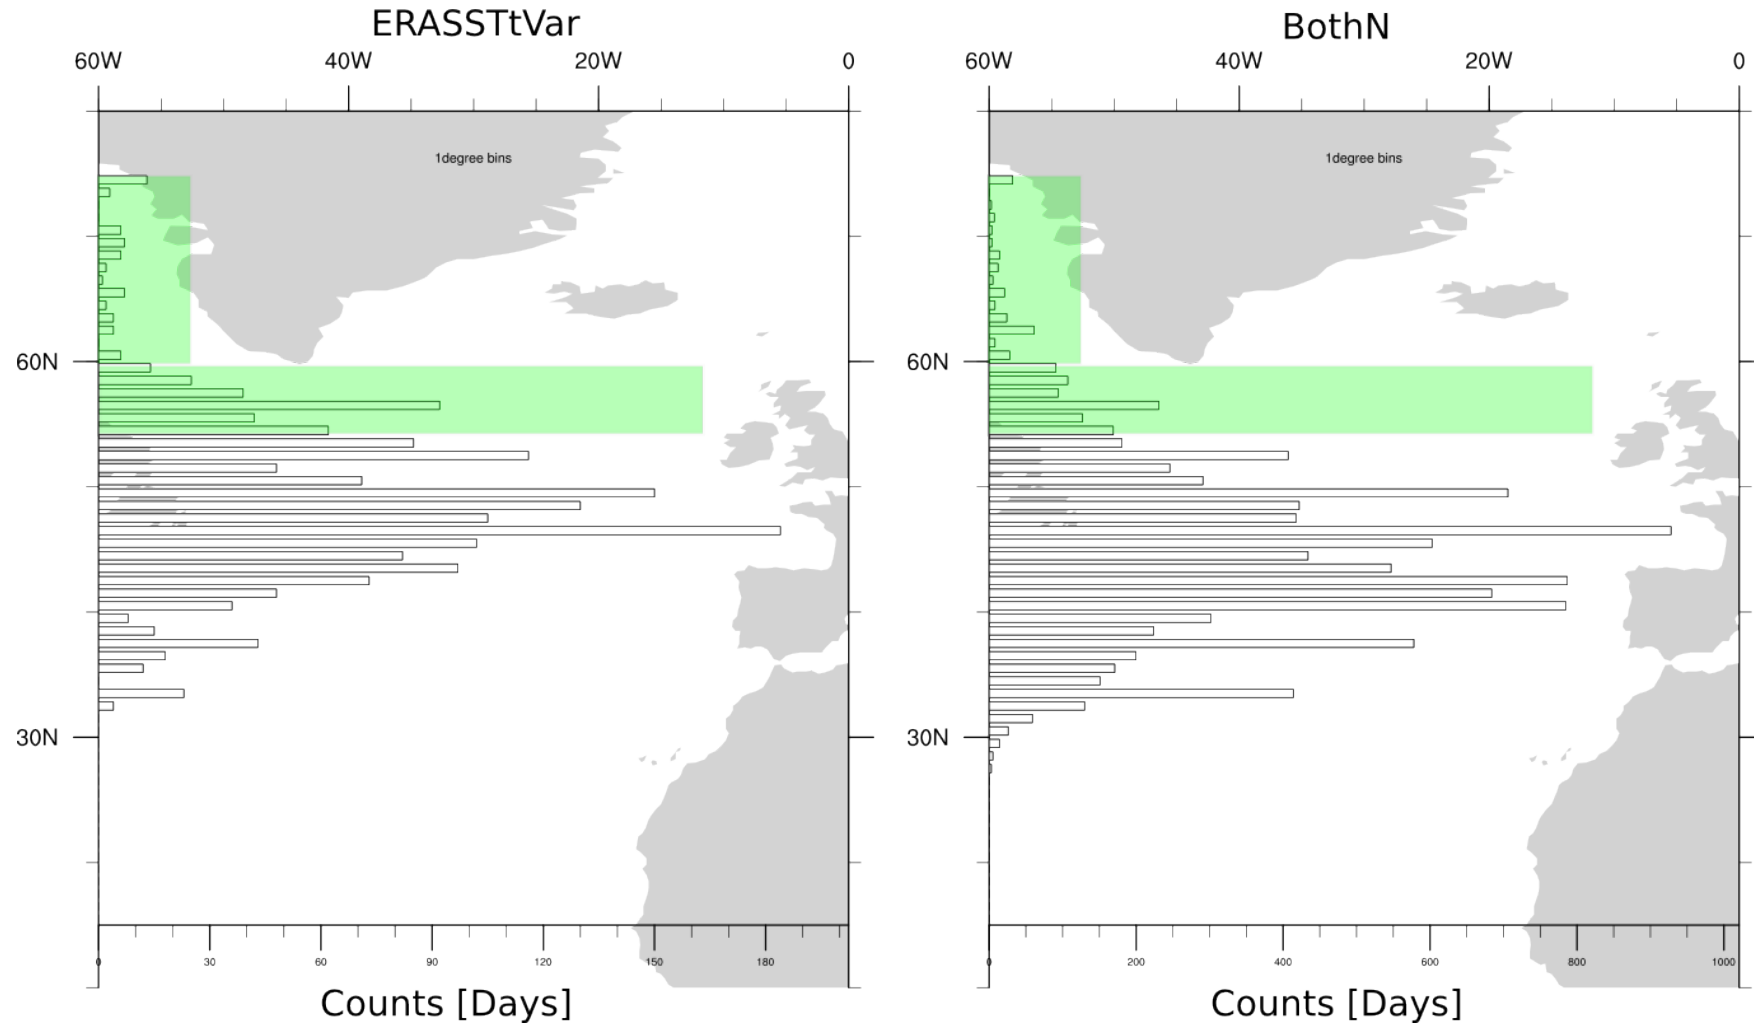 ERASSTtVar
BothN
60W 40W 20W 0
60W 40W 20W 0
1degree bins
1degree bins
60N
60N
30N
30N
0 30 60 90 120 150 180
0 200 400 600 800 1000
Counts [Days]
Counts [Days]